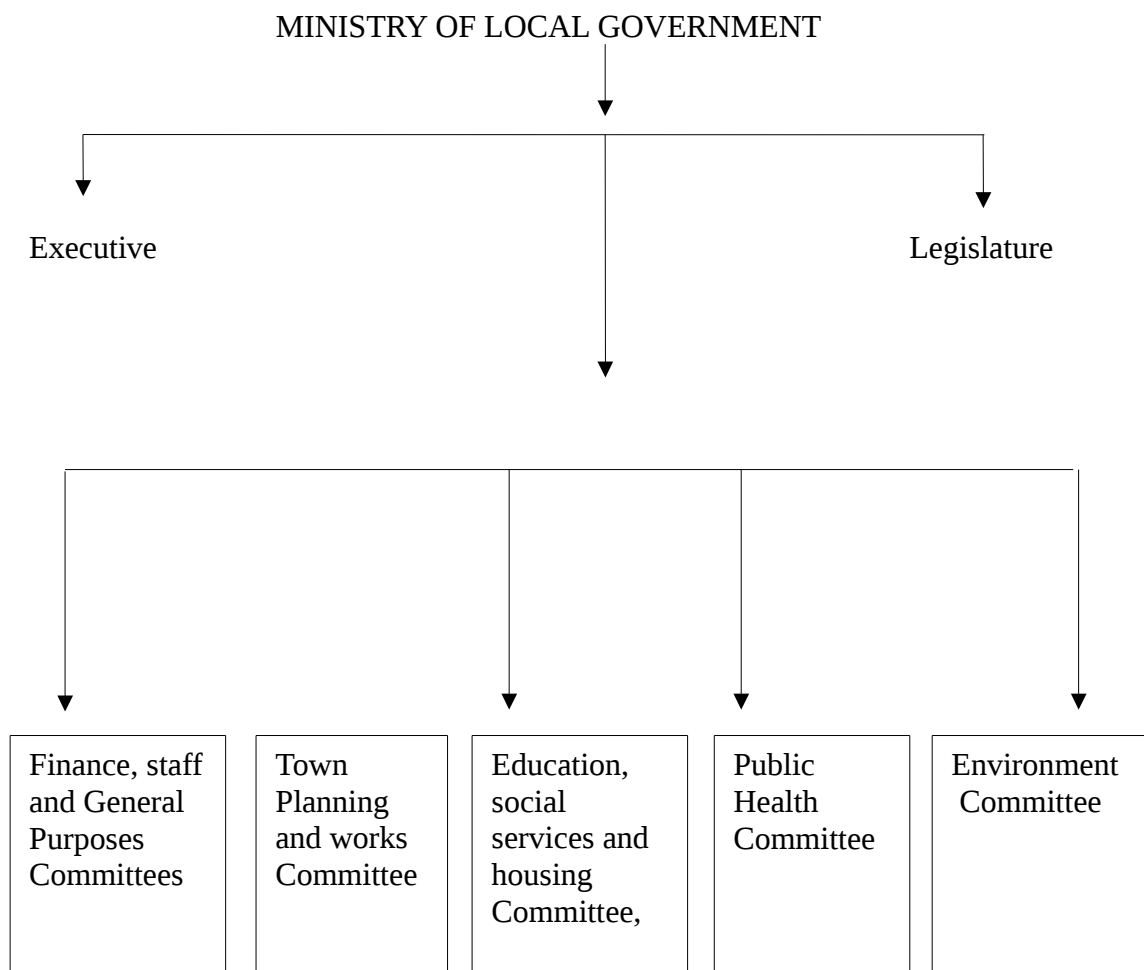 MINISTRY OF LOCAL GOVERNMENT
Executive
Legislature
Finance, staff
and General
Purposes
Committees
Town
Planning
and works
Committee
Education,
social
services and
housing
Committee,
Public
Health
Committee
Environment
Committee